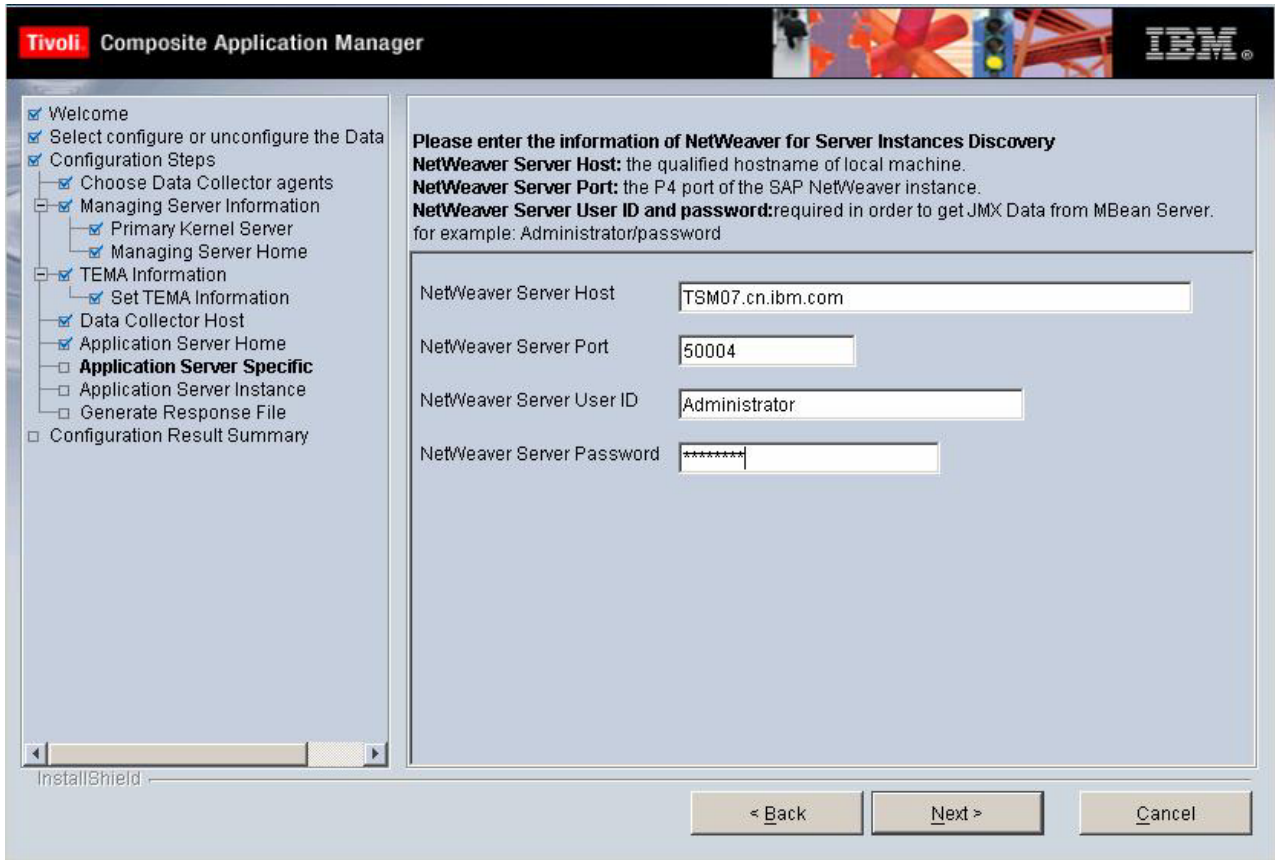 Tivoli. Composite Application Manager
IBM®
Welcome
Select configure or unconfigure the Data
Configuration Steps
Choose Data Collector agents
Managing Server Information
Primary Kernel Server
Managing Server Home
TEMA Information
Set TEMA Information
Data Collector Host
Application Server Home
Application Server Specific
Application Server Instance
Generate Response File
Configuration Result Summary
Please enter the information of NetWeaver for Server Instances Discovery
NetWeaver Server Host: the qualified hostname of local machine.
NetWeaver Server Port: the P4 port of the SAP NetWeaver instance.
NetWeaver Server User ID and password:required in order to get JMX Data from MBean Server.
for example: Administrator/password
NetWeaver Server Host TSM07.cn.ibm.com
NetWeaver Server Port 50004
NetWeaver Server User ID Administrator
NetWeaver Server Password ********
InstallShield
< Back Next > Cancel